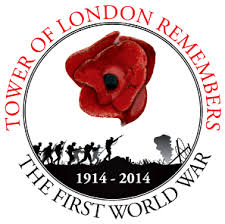 TOWER OF LONDON REMEMBERS
1914 - 2014
THE FIRST WORLD WAR